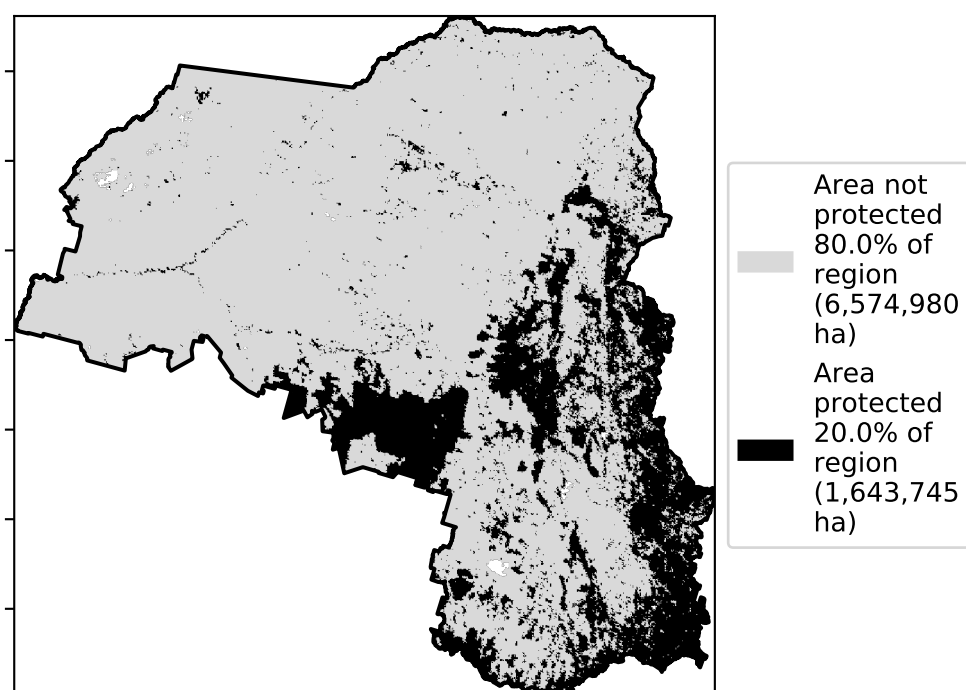 Area not
protected
80.0% of
region
(6,574,980
ha)
Area
protected
20.0% of
region
(1,643,745
ha)